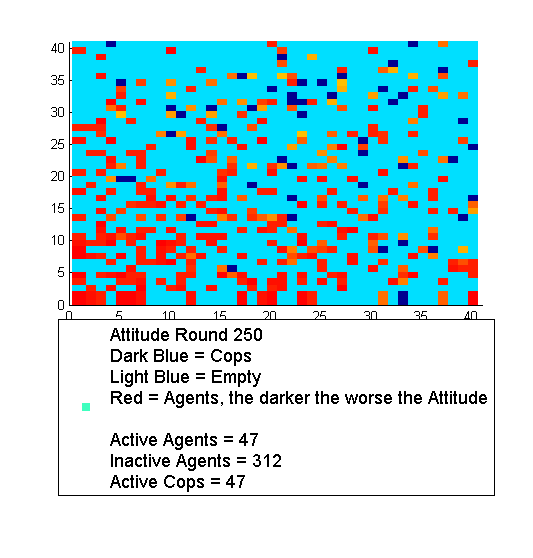 40
35
30
25
20
15
10
5
0
0 5 10 15 20 25 30 35 40
Attitude Round 250
Dark Blue = Cops
Light Blue = Empty
Red = Agents, the darker the worse the Attitude
Active Agents = 47
Inactive Agents = 312
Active Cops = 47